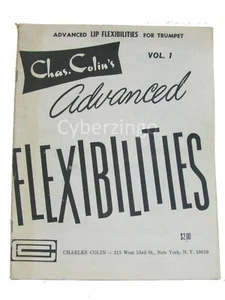 ADVANCED LIP FLEXIBILITIES FOR TRUMPET
VOL. 1
Chas. Colin's
Advanced
Cyberzingo
FLEXIBILITIES
$2.00
CHARLES COLIN — 315 West 53rd St., New York, N. Y. 10019